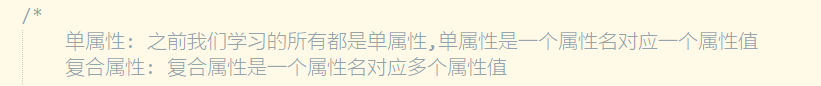 /*
单属性: 之前我们学习的所有都是单属性,单属性是一个属性名对应一个属性值
复合属性: 复合属性是一个属性名对应多个属性值